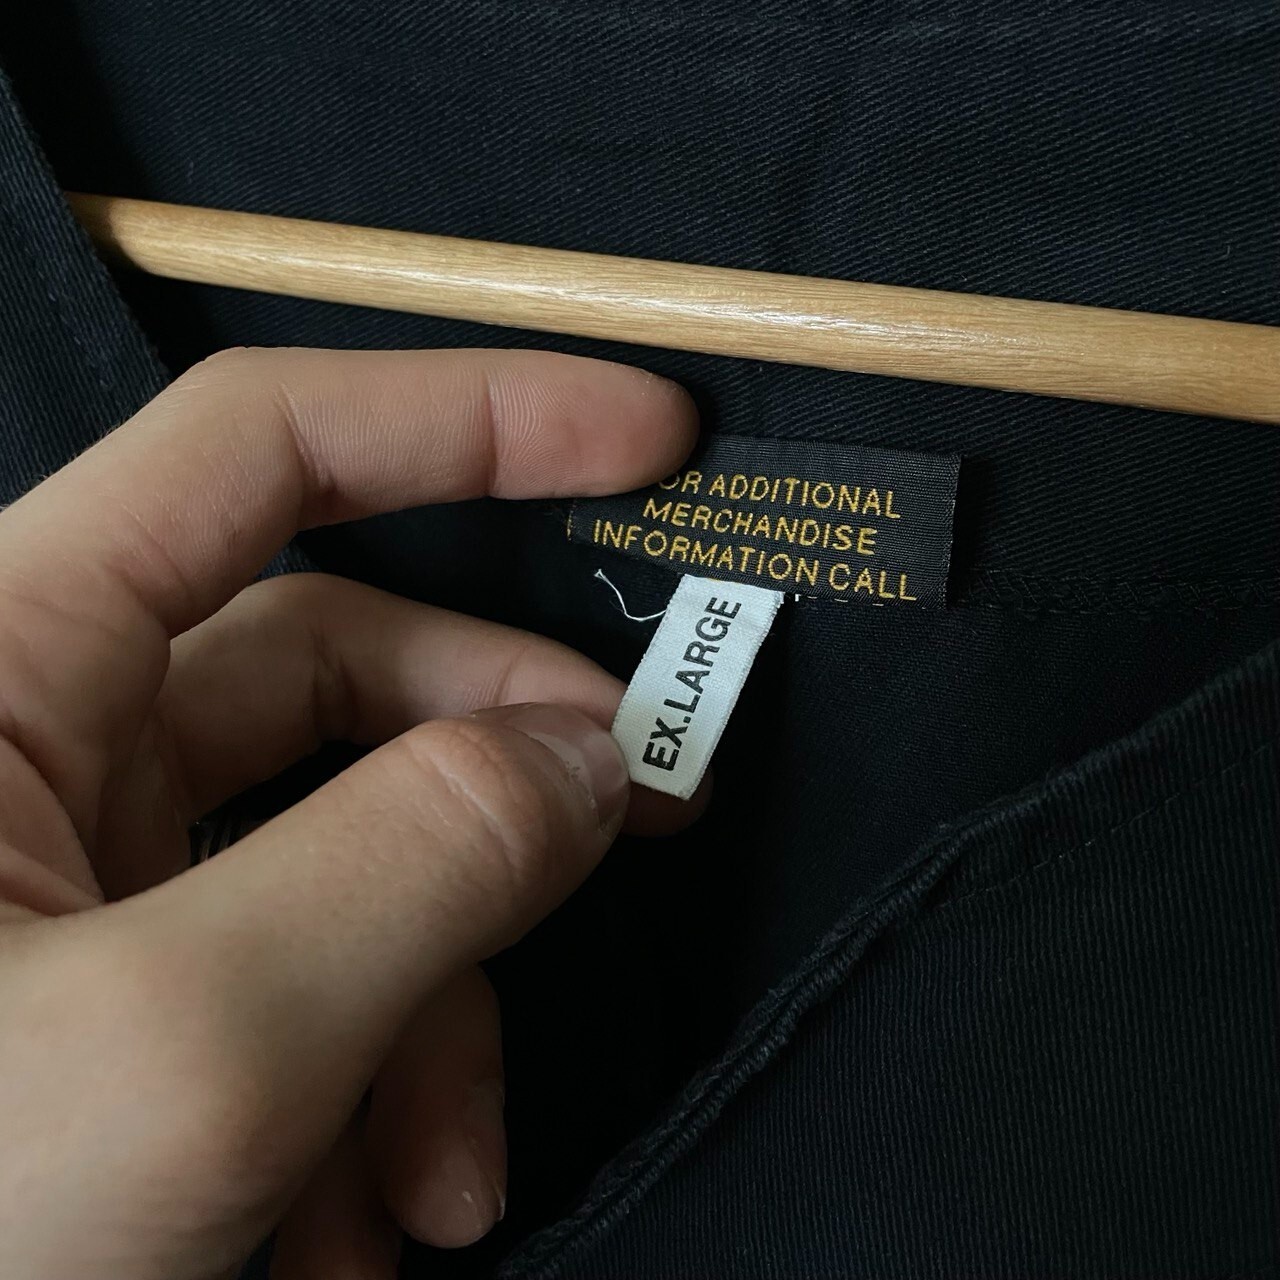 OR ADDITIONAL
MERCHANDISE
INFORMATION CALL
EX.LARGE